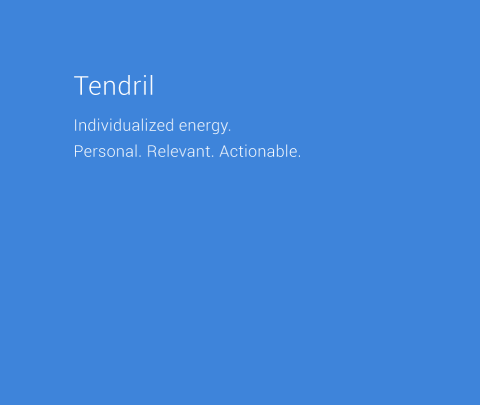 Tendril
Individualized energy.
Personal. Relevant. Actionable.